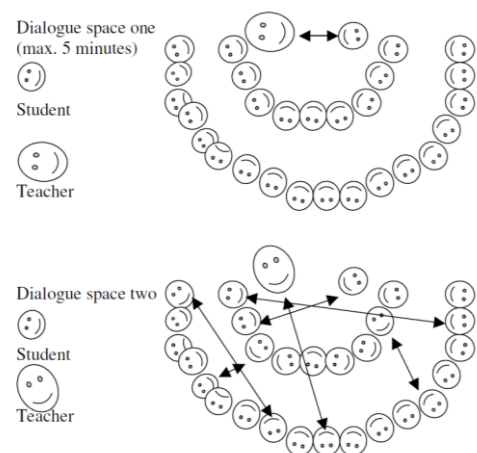 Dialogue space one
(max. 5 minutes)
Student
Teacher
Dialogue space two
Student
Teacher